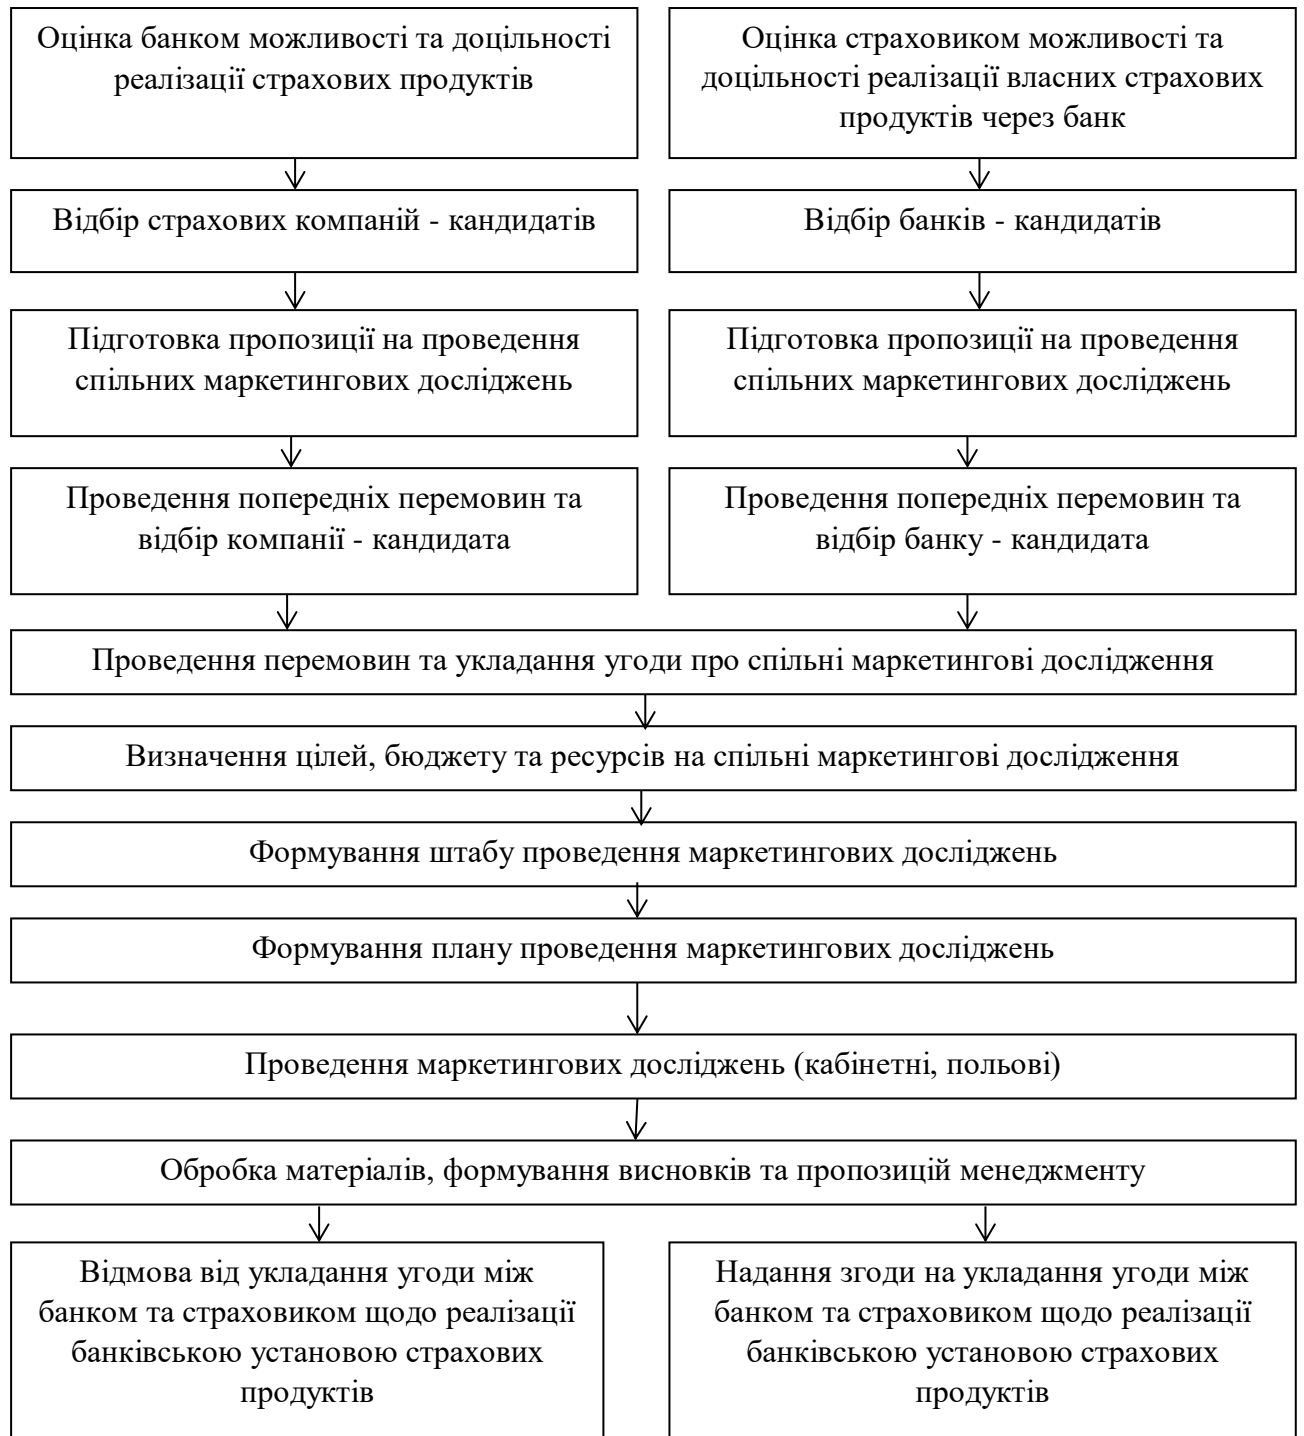 Оцінка банком можливості та доцільності
реалізації страхових продуктів
Оцінка страховиком можливості та
доцільності реалізації власних страхових
продуктів через банк
Відбір страхових компаній - кандидатів
Відбір банків - кандидатів
Підготовка пропозиції на проведення
спільних маркетингових досліджень
Підготовка пропозиції на проведення
спільних маркетингових досліджень
Проведення попередніх перемовин та
відбір компанії - кандидата
Проведення попередніх перемовин та
відбір банку - кандидата
Проведення перемовин та укладання угоди про спільні маркетингові дослідження
Визначення цілей, бюджету та ресурсів на спільні маркетингові дослідження
Формування штабу проведення маркетингових досліджень
Формування плану проведення маркетингових досліджень
Проведення маркетингових досліджень (кабінетні, польові)
Обробка матеріалів, формування висновків та пропозицій менеджменту
Відмова від укладання угоди між
банком та страховиком щодо реалізації
банківською установою страхових
продуктів
Надання згоди на укладання угоди між
банком та страховиком щодо реалізації
банківською установою страхових
продуктів